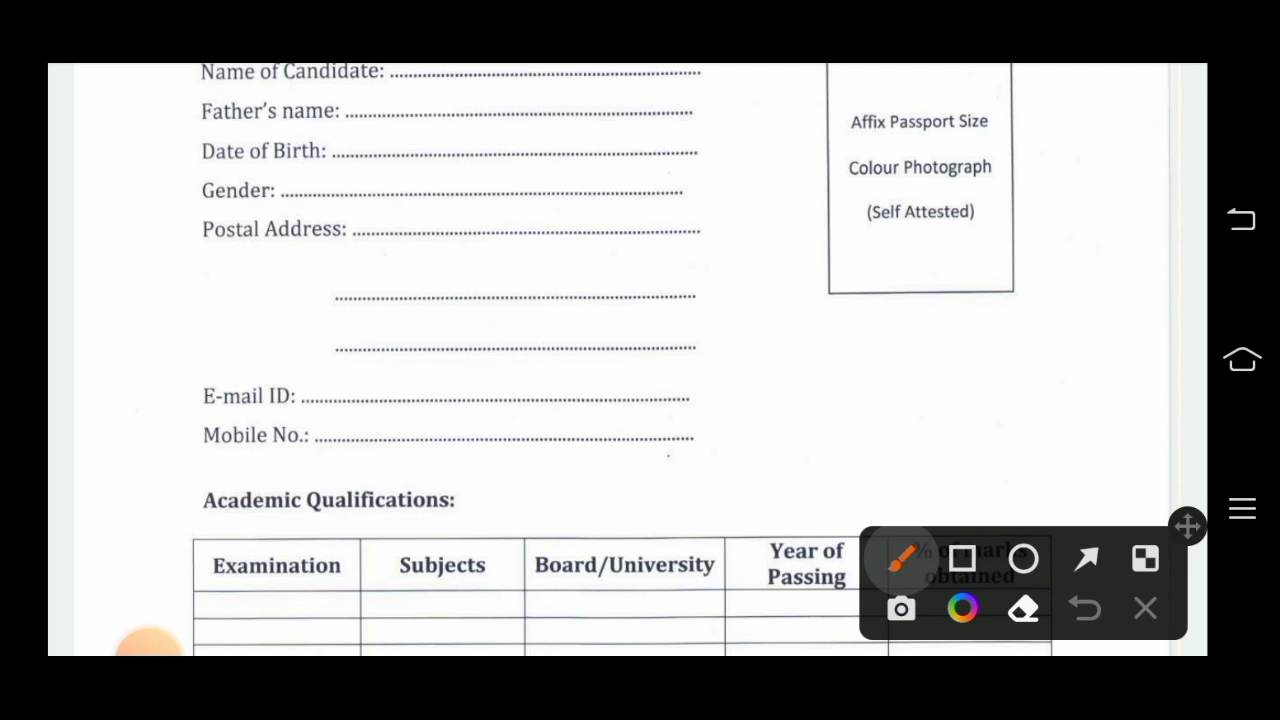 Name of Candidate: ........................................................................
Father's name: ........................................................................
Date of Birth: ........................................................................
Gender: ........................................................................
Postal Address: ........................................................................
........................................................................
........................................................................
E-mail ID: ........................................................................
Mobile No.: ........................................................................
Affix Passport Size
Colour Photograph
(Self Attested)
Academic Qualifications:
Examination Subjects Board/University Year of Passing % of marks obtained